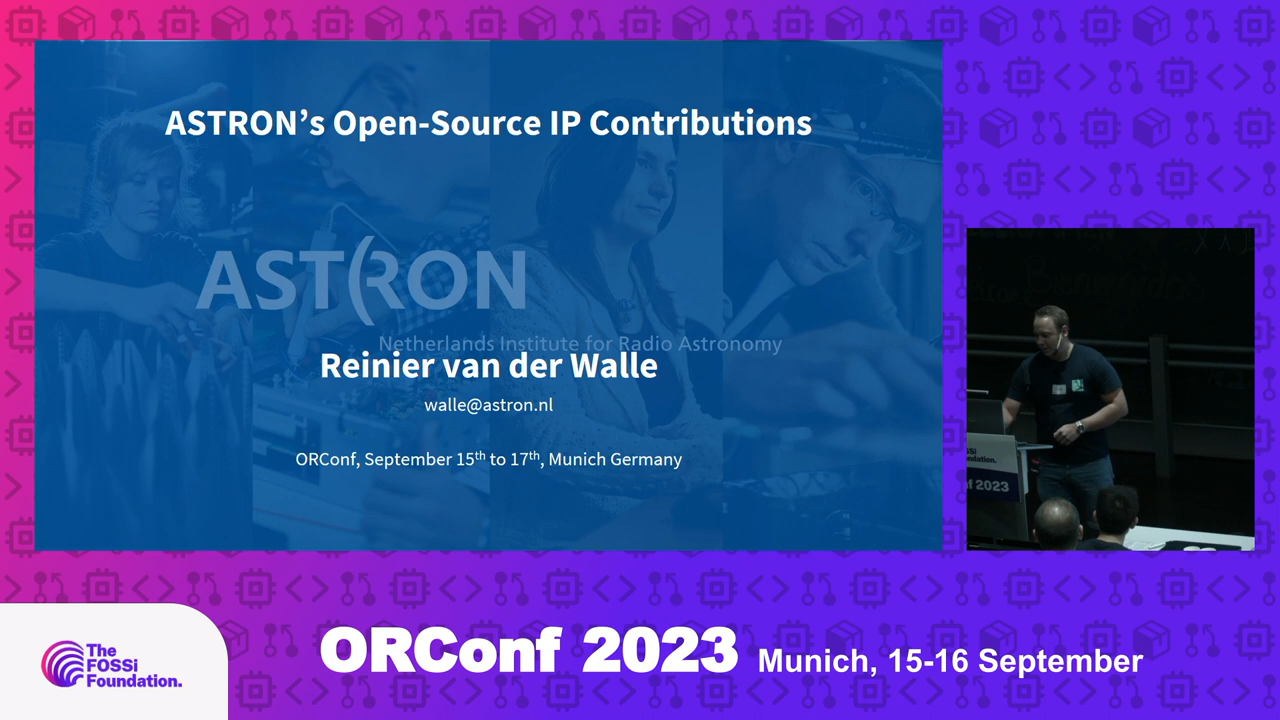 ASTRON’s Open-Source IP Contributions
ASTRON
Netherlands Institute for Radio Astronomy
Reinier van der Walle
walle@astron.nl
ORConf, September 15th to 17th, Munich Germany
2023
The
FOSSi
Foundation.
ORConf 2023
Munich, 15-16 September